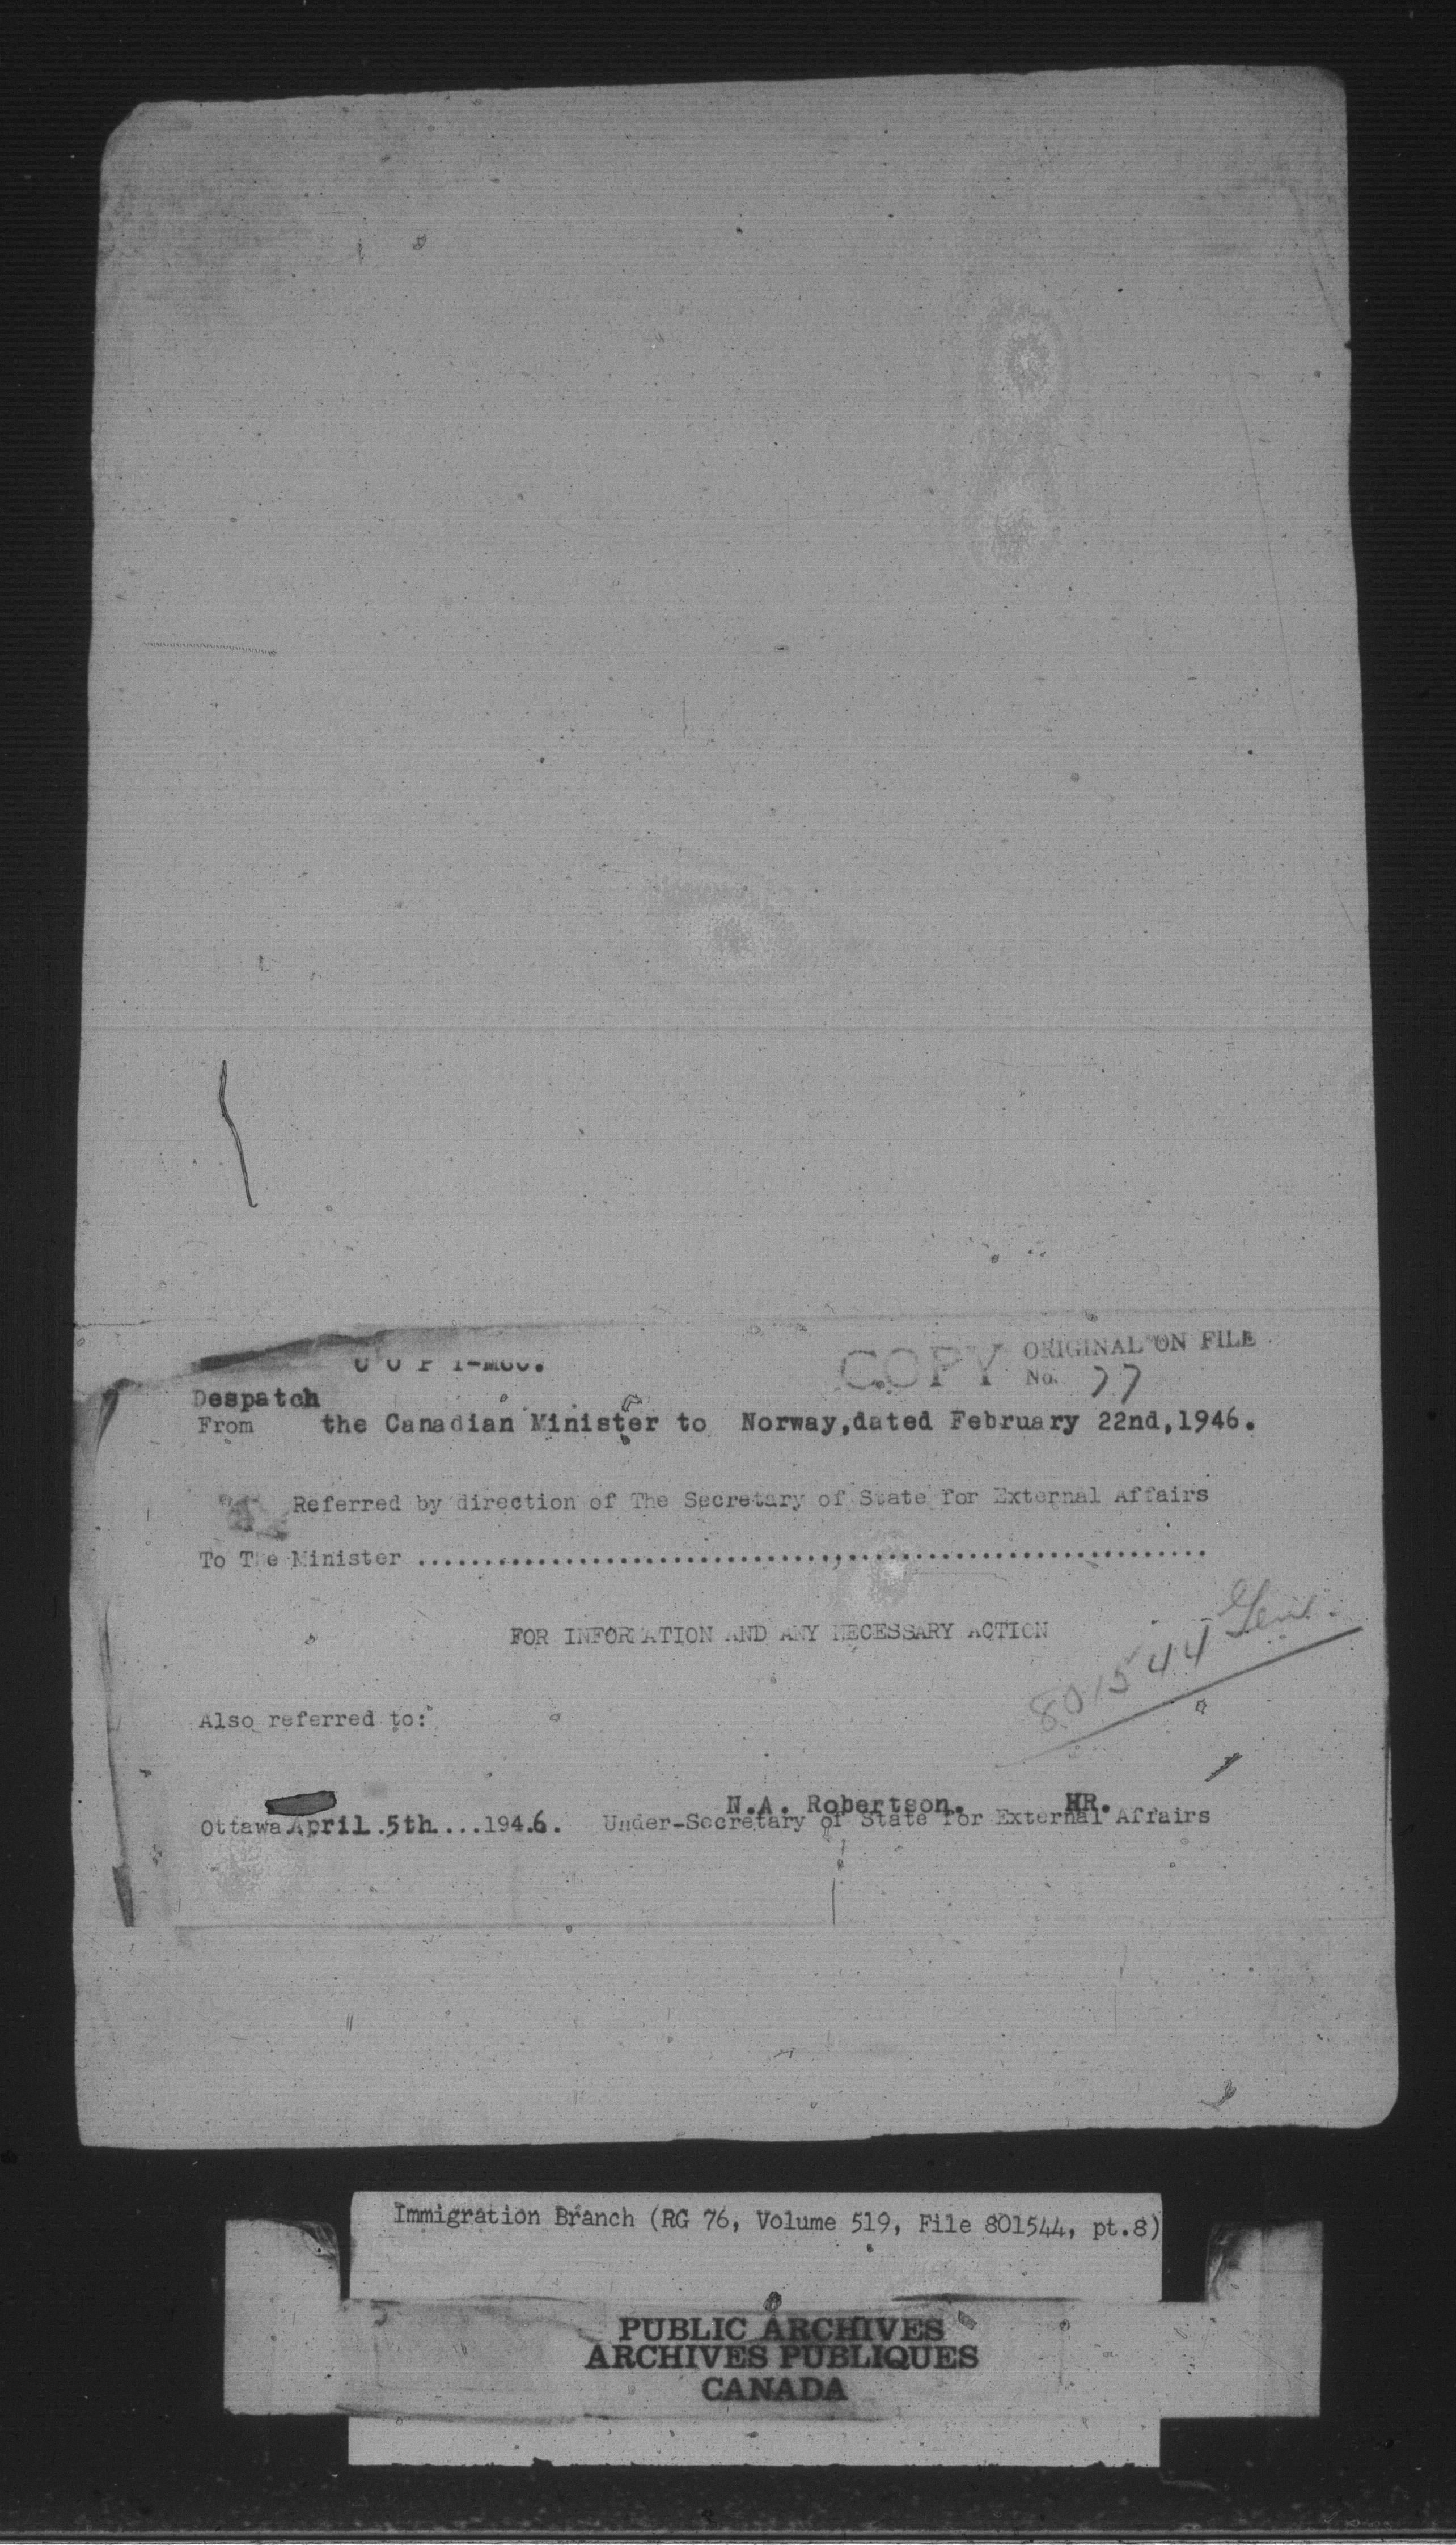 C O P Y-MCC.
COPY ORIGINAL ON FILE
No. 77
Despatch
From the Canadian Minister to Norway,dated February 22nd,1946.
Referred by direction of The Secretary of State for External Affairs
To The Minister ............................................................
FOR INFORMATION AND ANY NECESSARY ACTION
801544 Gen.
Also referred to:
N.A. Robertson. HR.
Ottawa April.5th...194.6. Under-Secretary of State for External Affairs
Immigration Branch (RG 76, Volume 519, File 801544, pt.8)
PUBLIC ARCHIVES
ARCHIVES PUBLIQUES
CANADA